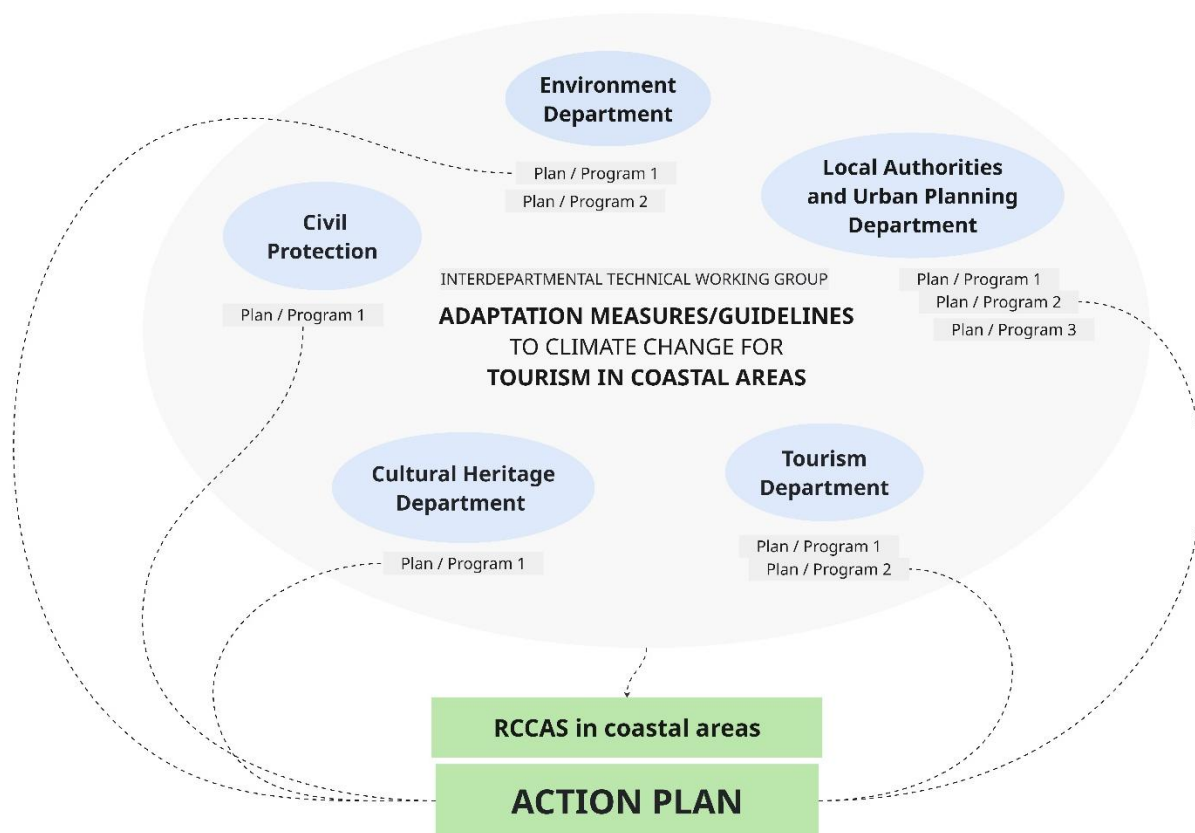 Environment
Department
Plan / Program 1
Plan / Program 2
Local Authorities
and Urban Planning
Department
Plan / Program 1
Plan / Program 2
Plan / Program 3
Civil
Protection
Plan / Program 1
INTERDEPARTMENTAL TECHNICAL WORKING GROUP
ADAPTATION MEASURES/GUIDELINES
TO CLIMATE CHANGE FOR
TOURISM IN COASTAL AREAS
Cultural Heritage
Department
Plan / Program 1
Tourism
Department
Plan / Program 1
Plan / Program 2
RCCAS in coastal areas
ACTION PLAN